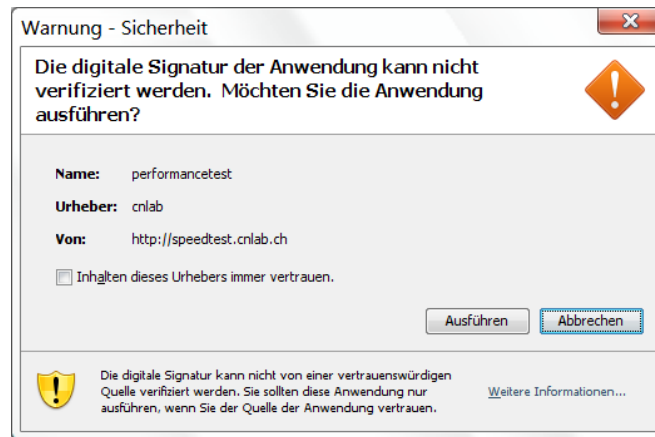 Warnung - Sicherheit
Die digitale Signatur der Anwendung kann nicht
verifiziert werden. Möchten Sie die Anwendung
ausführen?
Name: performancetest
Urheber: cnlab
Von: http://speedtest.cnlab.ch
Inhalten dieses Urhebers immer vertrauen.
Ausführen Abbrechen
Die digitale Signatur kann nicht von einer vertrauenswürdigen
Quelle verifiziert werden. Sie sollten diese Anwendung nur
ausführen, wenn Sie der Quelle der Anwendung vertrauen.
Weitere Informationen...